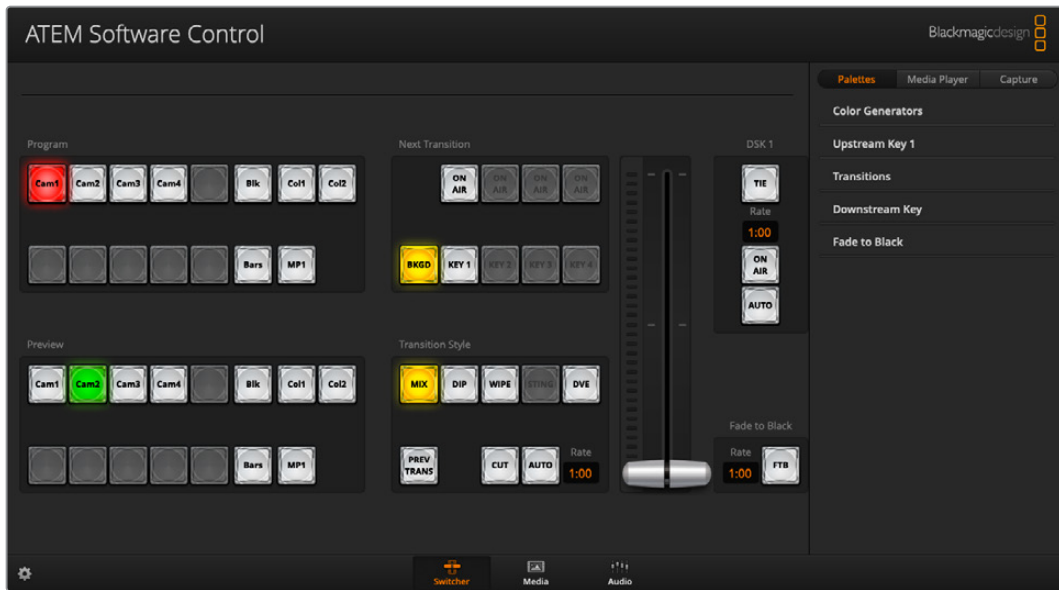 ATEM Software Control
Blackmagicdesign
Palettes Media Player Capture
Color Generators
Upstream Key 1
Transitions
Downstream Key
Fade to Black
Program
Cam1 Cam2 Cam3 Cam4 Blk Col1 Col2
Bars MP1
Next Transition
ON AIR ON AIR ON AIR ON AIR
BKGD KEY 1 KEY 2 KEY 3 KEY 4
DSK 1
TIE
Rate
1:00
ON AIR
AUTO
Preview
Cam1 Cam2 Cam3 Cam4 Blk Col1 Col2
Bars MP1
Transition Style
MIX DIP WIPE STING DVE
PREV TRANS CUT AUTO Rate 1:00
Fade to Black
Rate
1:00 FTB
Switcher Media Audio